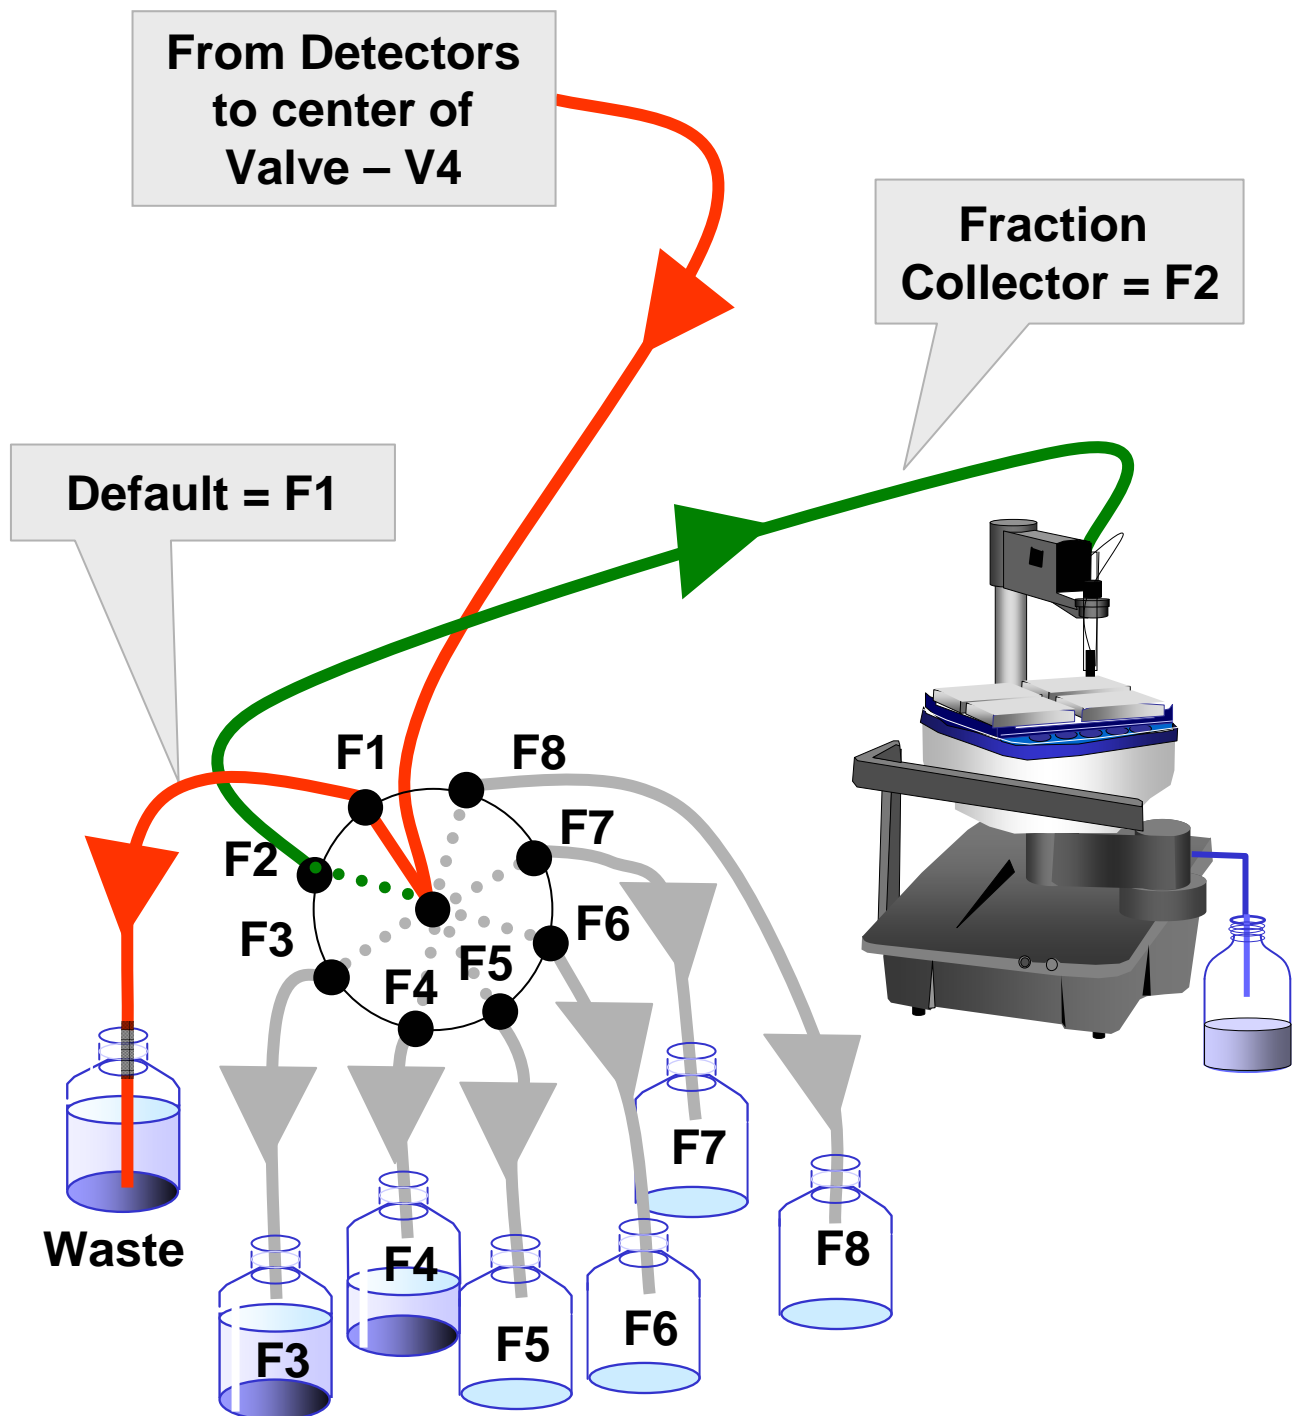 From Detectors
to center of
Valve – V4
Fraction
Collector = F2
Default = F1
F1
F8
F7
F2
F6
F3
F5
F4
F7
Waste
F8
F4
F6
F5
F3